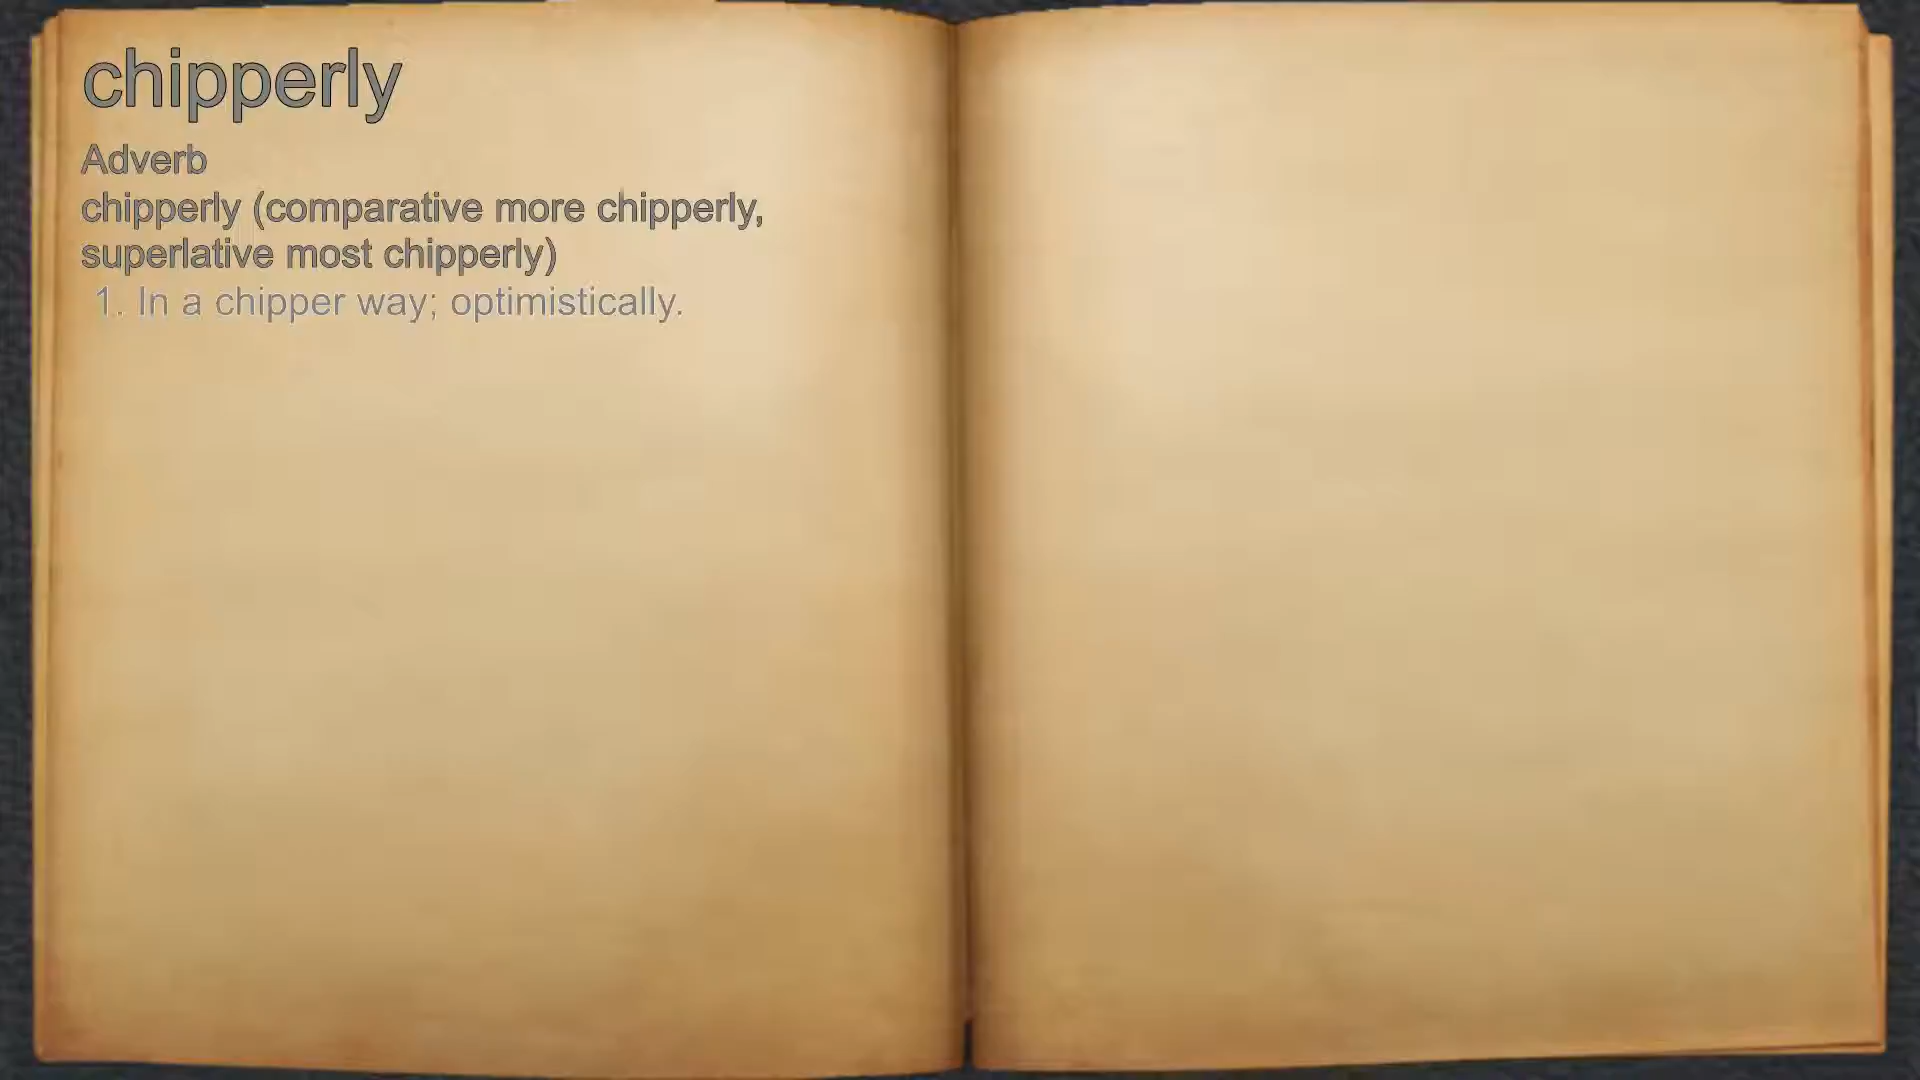 chipperly
Adverb
chipperly (comparative more chipperly,
superlative most chipperly)
1. In a chipper way; optimistically.